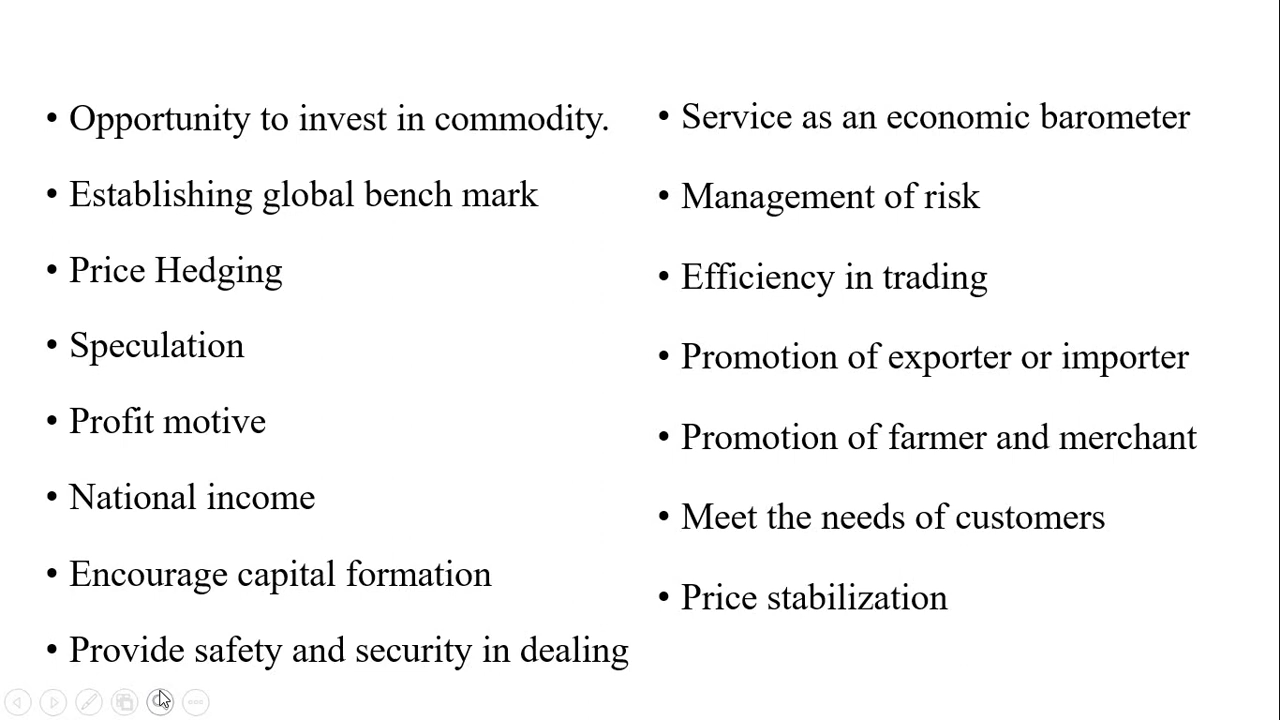 • Opportunity to invest in commodity.
• Establishing global bench mark
• Price Hedging
• Speculation
• Profit motive
• National income
• Encourage capital formation
• Provide safety and security in dealing
• Service as an economic barometer
• Management of risk
• Efficiency in trading
• Promotion of exporter or importer
• Promotion of farmer and merchant
• Meet the needs of customers
• Price stabilization